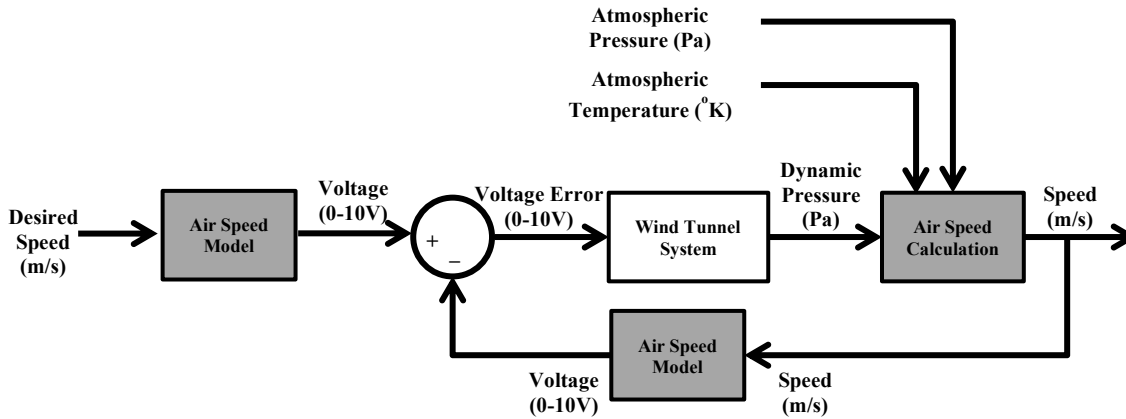 Atmospheric
Pressure (Pa)
Atmospheric
Temperature (°K)
Desired
Speed
(m/s)
Air Speed
Model
Voltage
(0-10V)
+
–
Voltage Error
(0-10V)
Wind Tunnel
System
Dynamic
Pressure
(Pa)
Air Speed
Calculation
Speed
(m/s)
Air Speed
Model
Voltage
(0-10V)
Speed
(m/s)